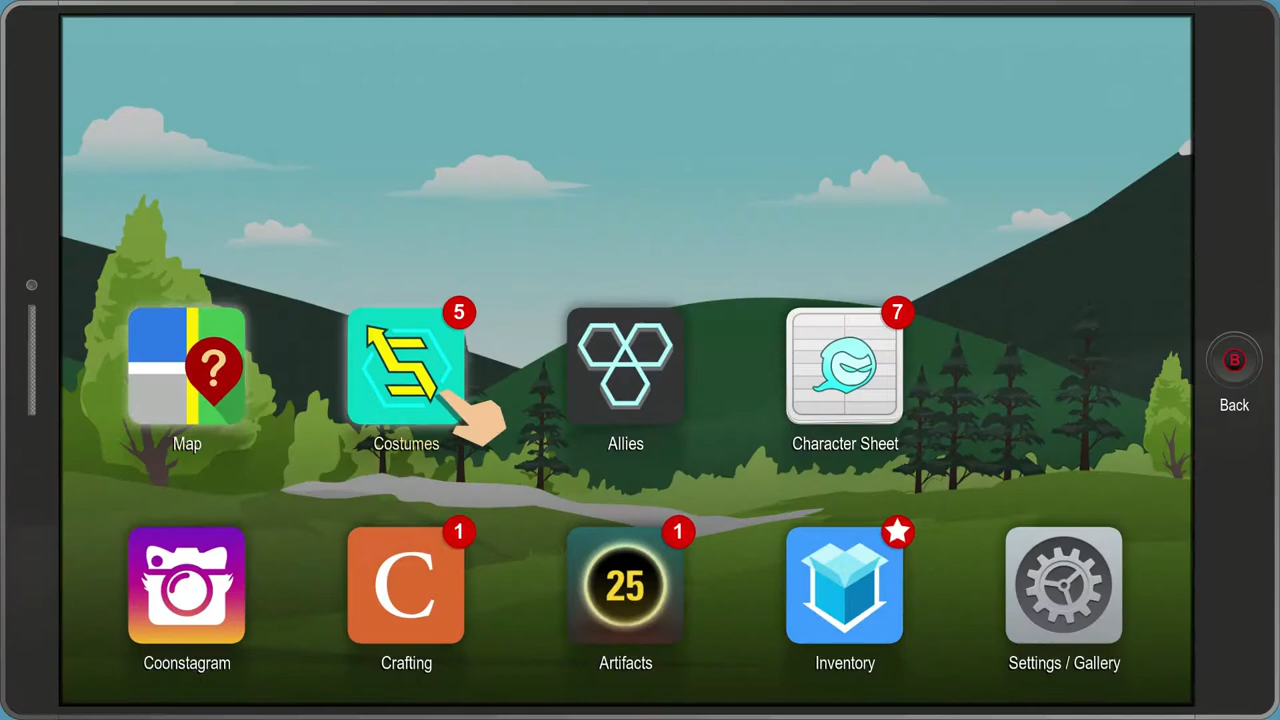 5
7
?
B
Back
Map
Costumes
Allies
Character Sheet
1
1
C
25
Coonstagram
Crafting
Artifacts
Inventory
Settings / Gallery